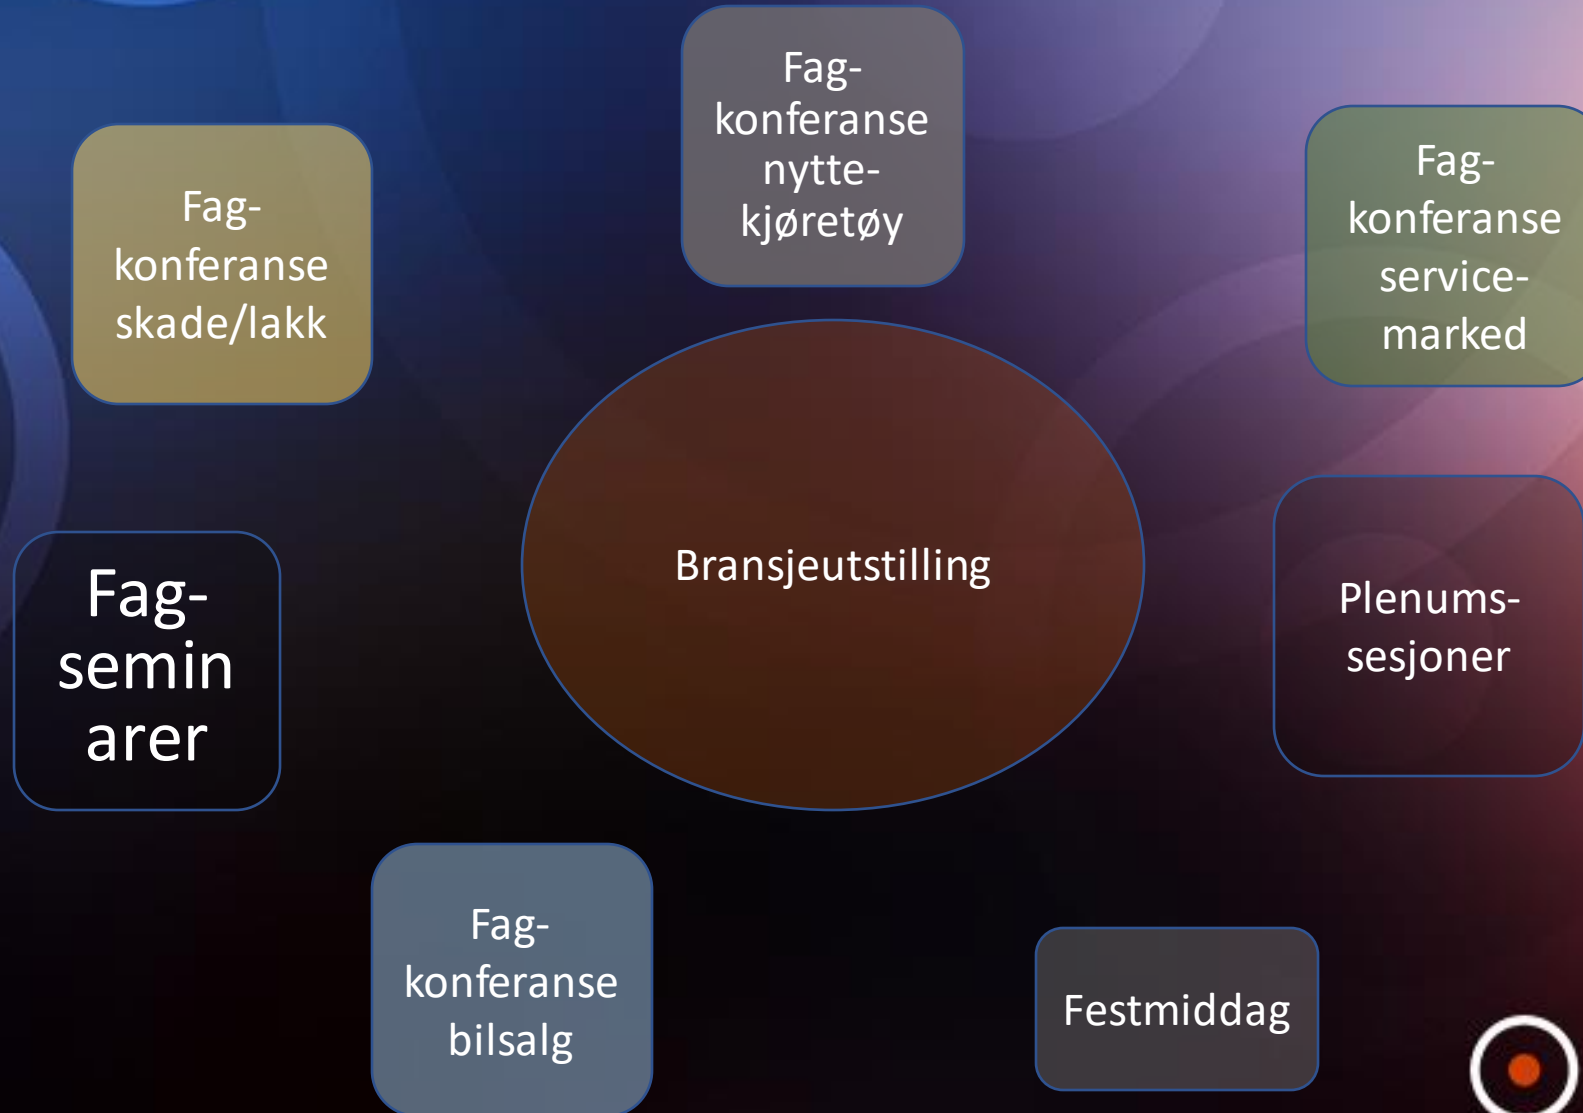 Fag-
konferanse
nytte-
kjøretøy
Fag-
konferanse
skade/lakk
Fag-
konferanse
service-
marked
Bransjeutstilling
Fag-
semin
arer
Plenums-
sesjoner
Fag-
konferanse
bilsalg
Festmiddag